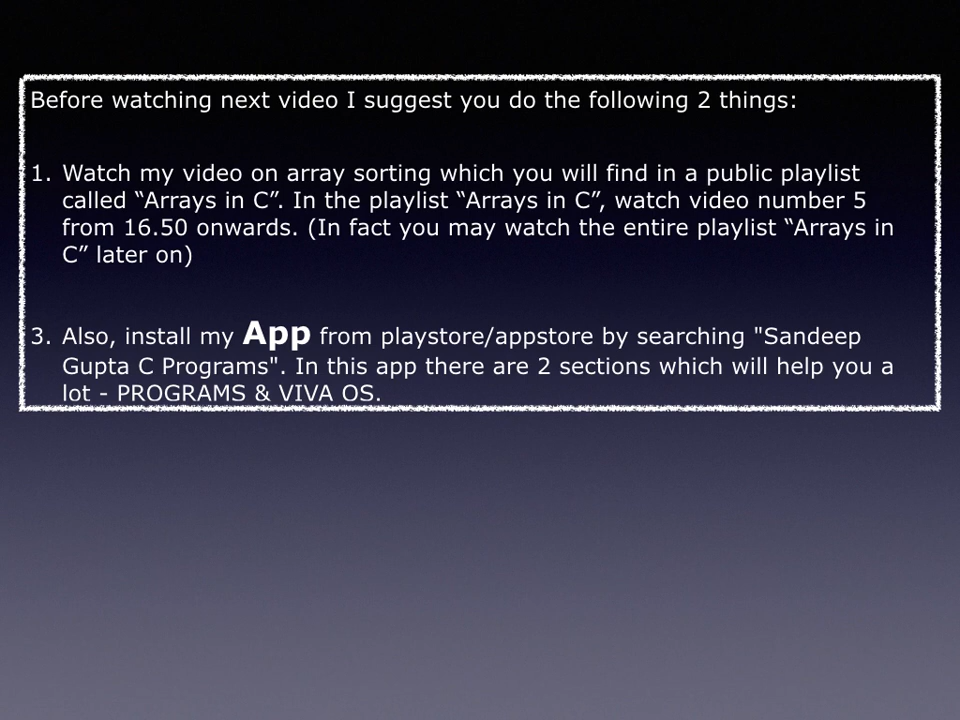 Before watching next video I suggest you do the following 2 things:
1. Watch my video on array sorting which you will find in a public playlist
called “Arrays in C”. In the playlist “Arrays in C”, watch video number 5
from 16.50 onwards. (In fact you may watch the entire playlist “Arrays in
C” later on)
3. Also, install my App from playstore/appstore by searching "Sandeep
Gupta C Programs". In this app there are 2 sections which will help you a
lot - PROGRAMS & VIVA QS.